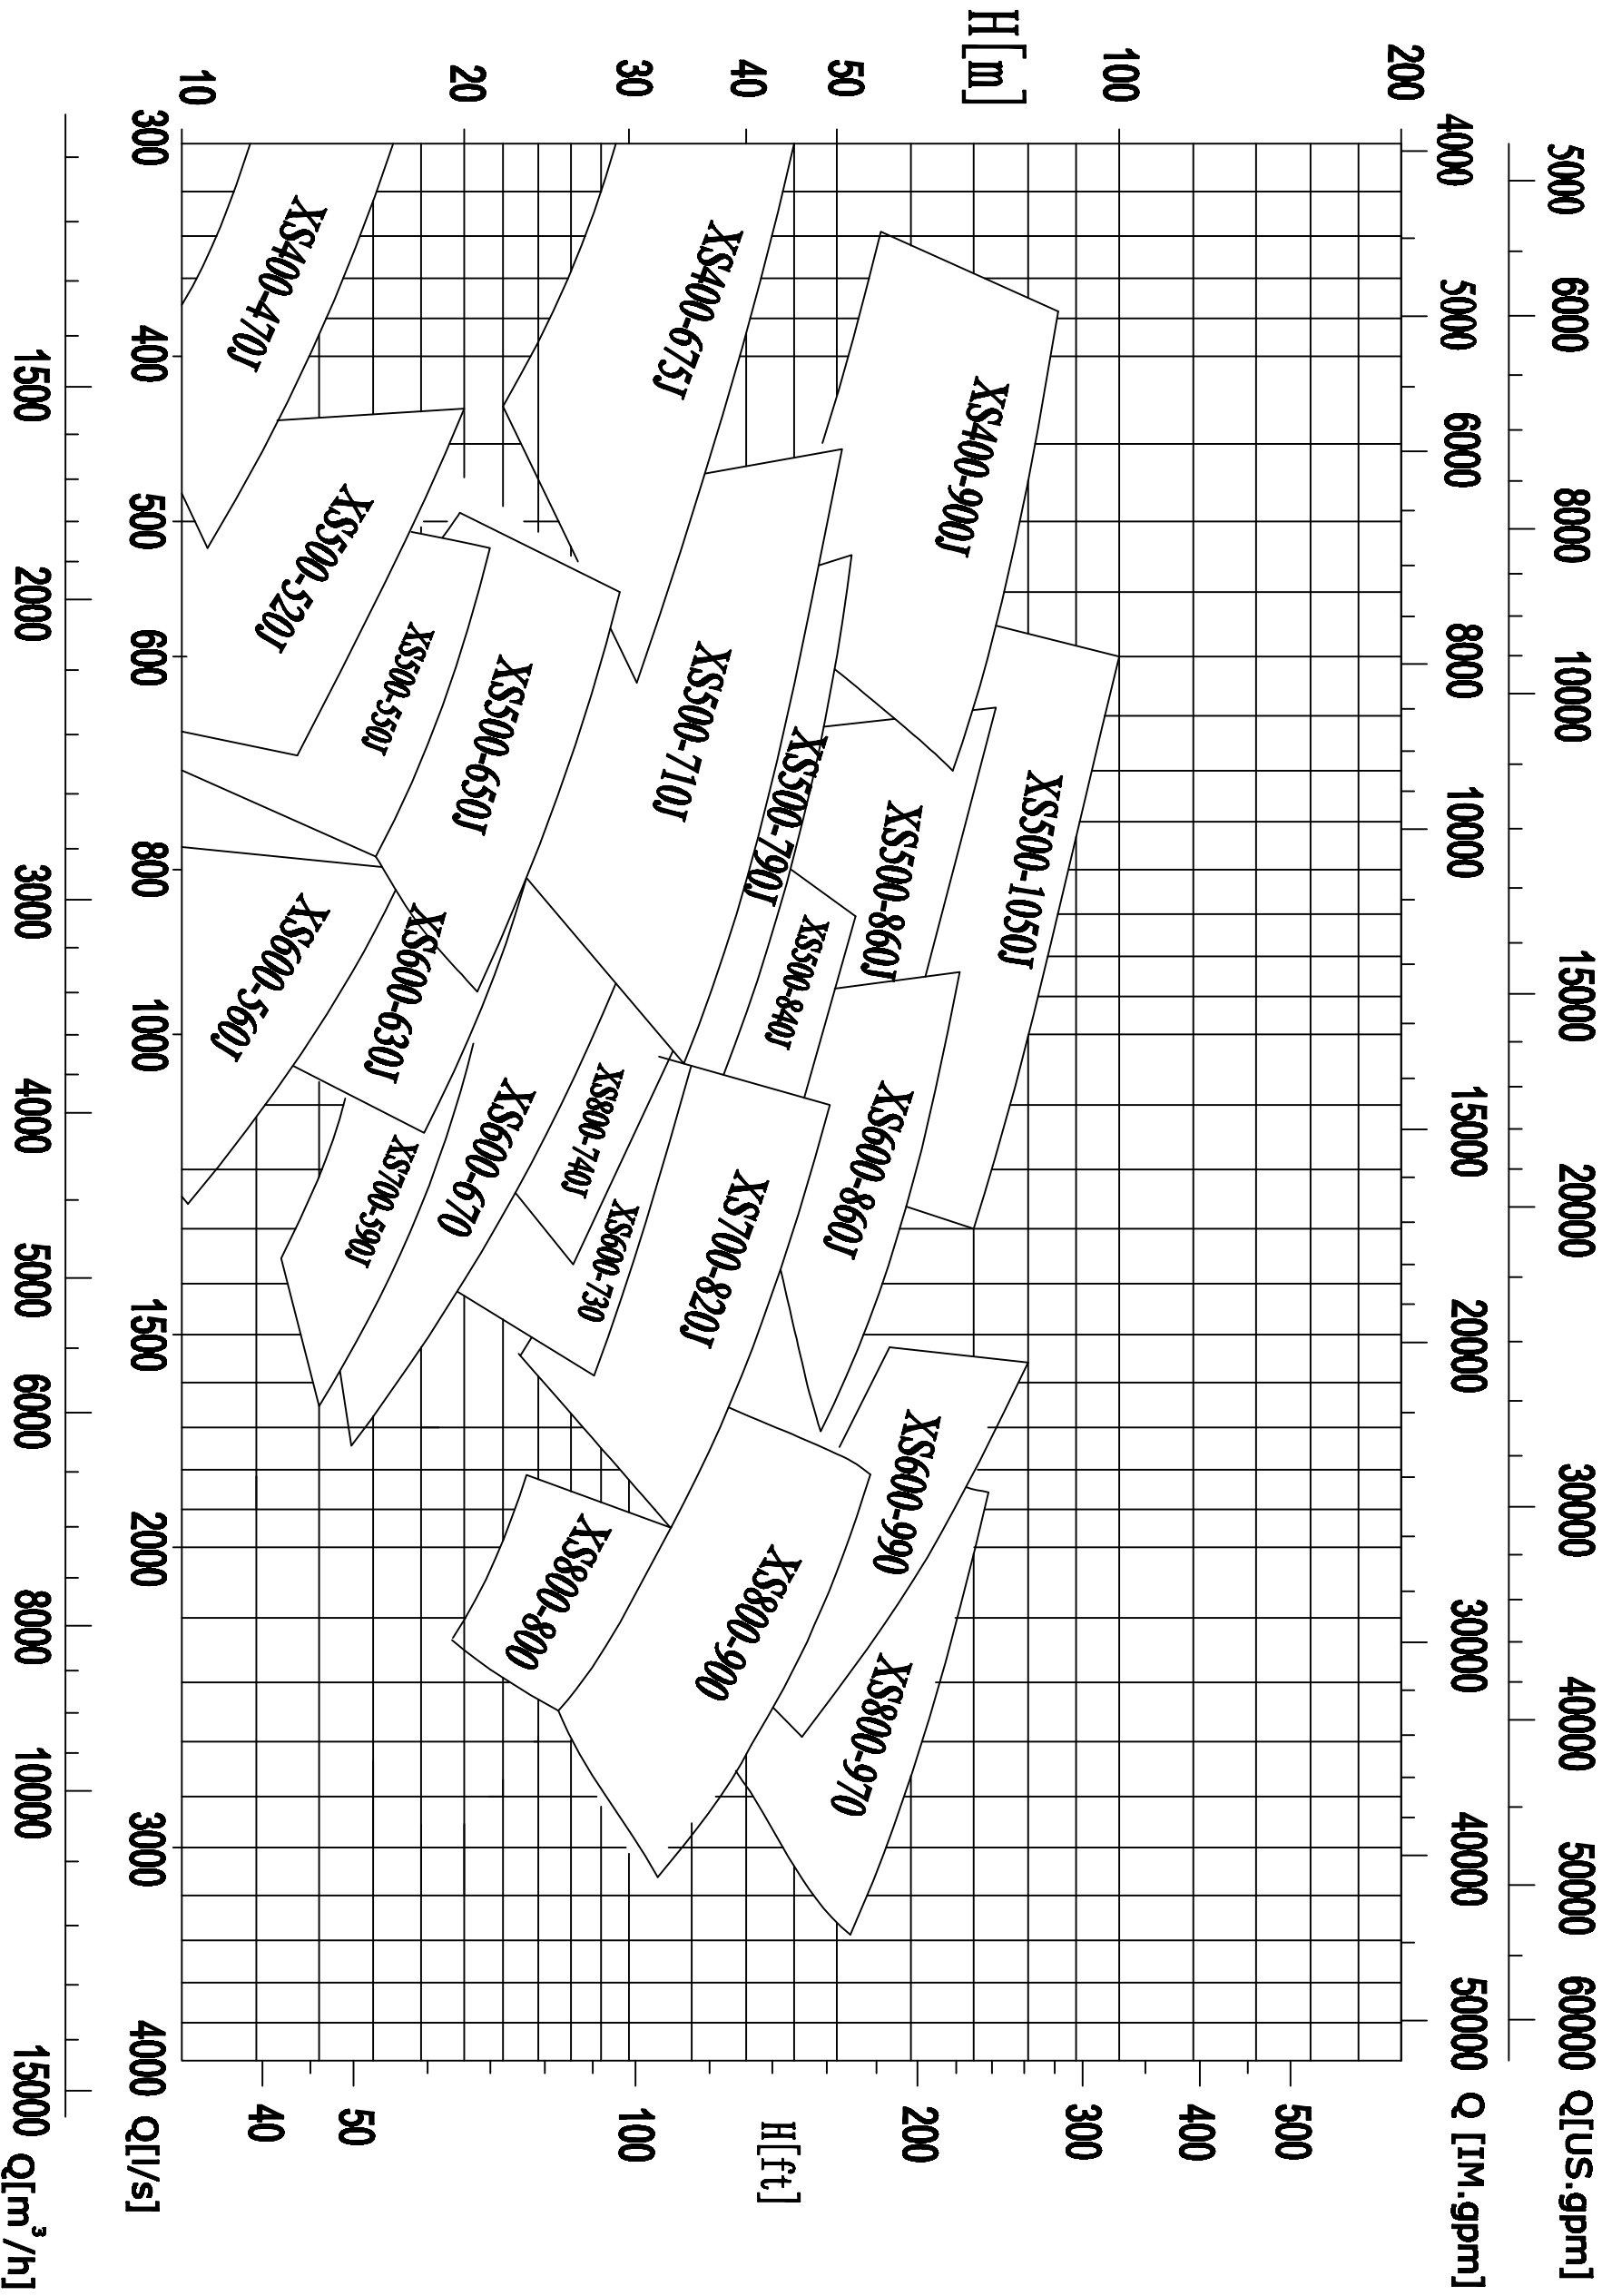 Q[US.gpm]
5000 6000 8000 10000 15000 20000 30000 40000 50000 60000
Q [IM.gpm]
4000 5000 6000 8000 10000 15000 20000 30000 40000 50000
H[m]
200
100
50
40
30
20
10
H[ft]
500
400
300
200
100
50
40
XS400-900J
XS500-1050J
XS400-675J
XS500-860J
XS500-710J
XS500-790J
XS500-840J
XS600-860J
XS600-990
XS800-970
XS400-470J
XS500-520J
XS500-550J
XS500-650J
XS700-820J
XS800-740J
XS600-730
XS800-900
XS600-560J
XS600-630J
XS600-670
XS700-590J
XS800-800
300 400 500 600 800 1000 1500 2000 3000 4000 Q[l/s]
1500 2000 3000 4000 5000 6000 8000 10000 15000 Q[m³/h]